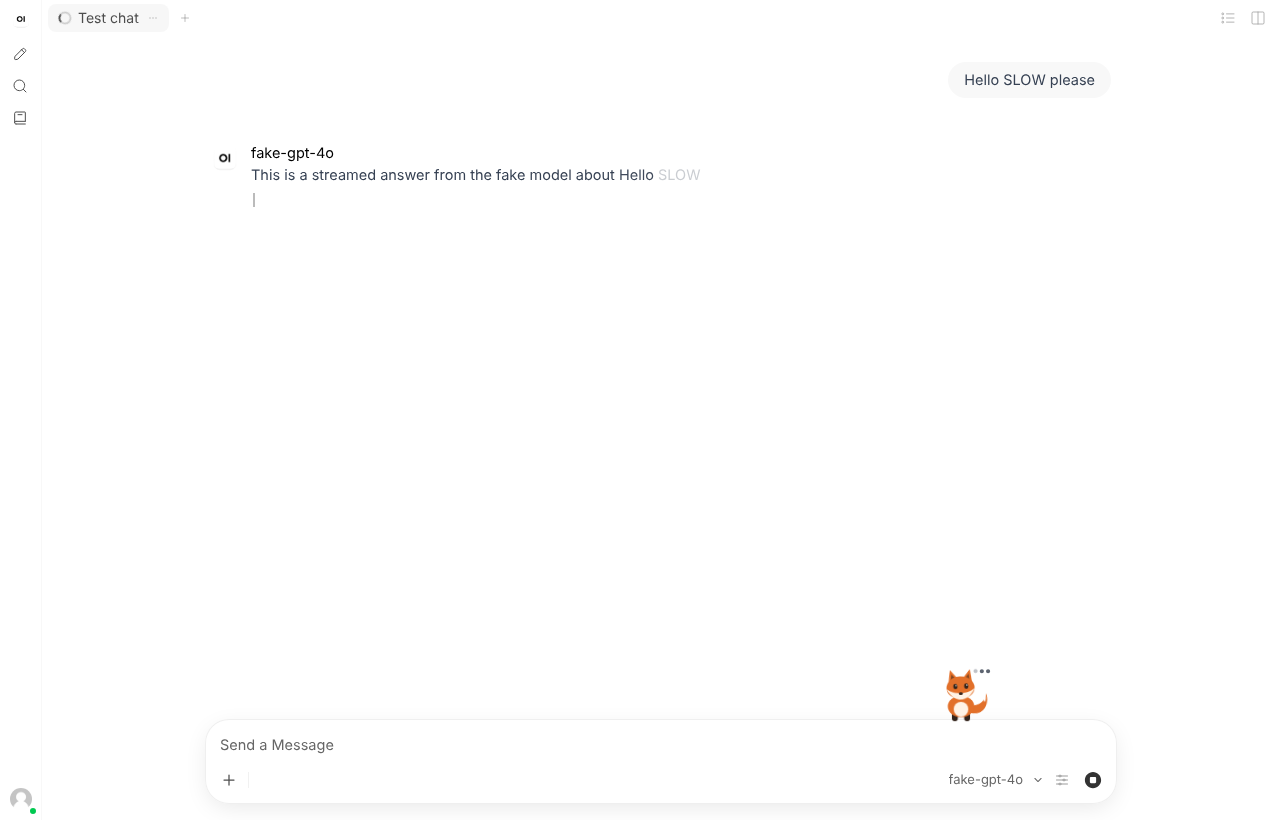 OI
Test chat
Hello SLOW please
OI
fake-gpt-4o
This is a streamed answer from the fake model about Hello SLOW
Send a Message
fake-gpt-4o